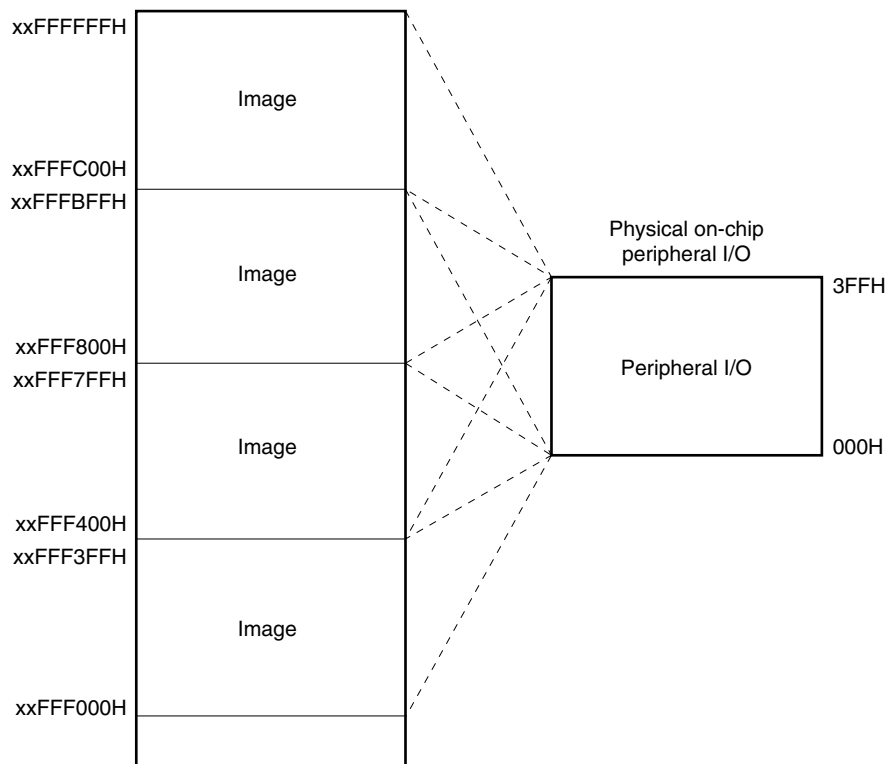 xxFFFFFFH
Image
xxFFFC00H
xxFFFBFFH
Image
xxFFF800H
xxFFF7FFH
Image
xxFFF400H
xxFFF3FFH
Image
xxFFF000H
Physical on-chip
peripheral I/O
3FFH
Peripheral I/O
000H